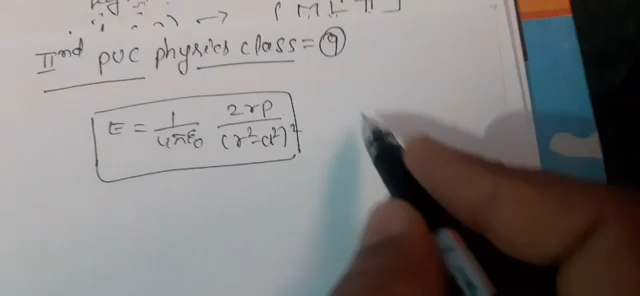 IInd puc physics class = 9
E = 1/4πε₀ 2rp/(r²-a²)²